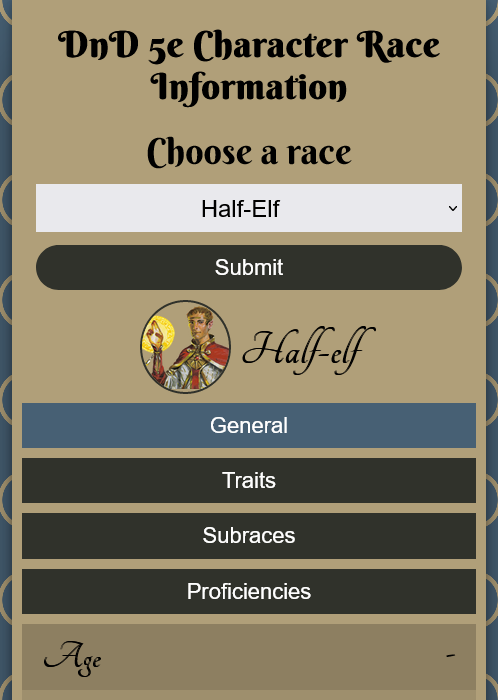 DnD 5e Character Race
Information
Choose a race
Half-Elf
Submit
Half-elf
General
Traits
Subraces
Proficiencies
Age -